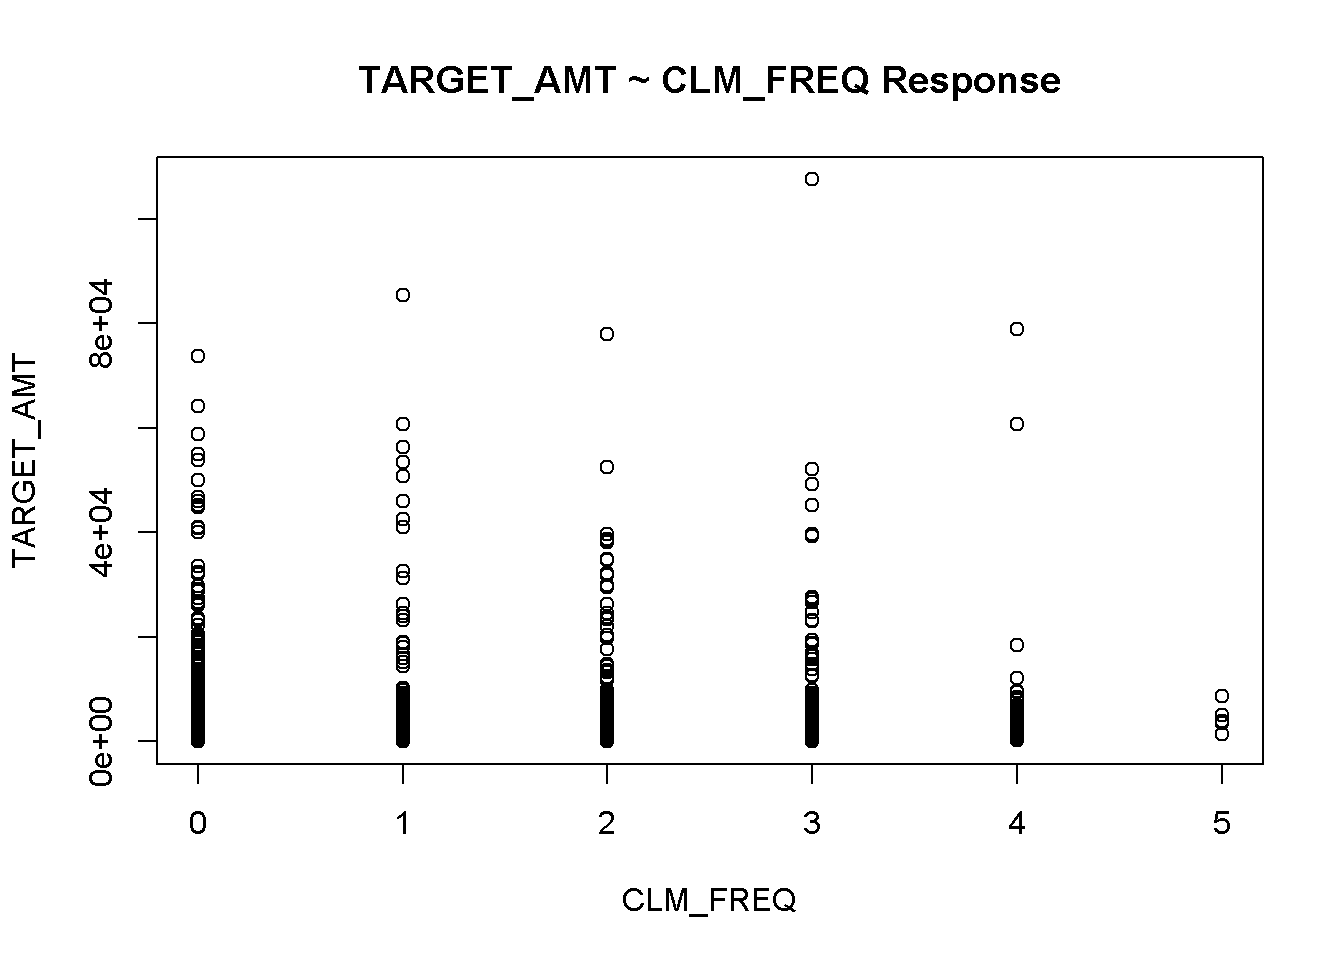 TARGET_AMT ~ CLM_FREQ Response
TARGET_AMT
8e+04
4e+04
0e+00
0 1 2 3 4 5
CLM_FREQ